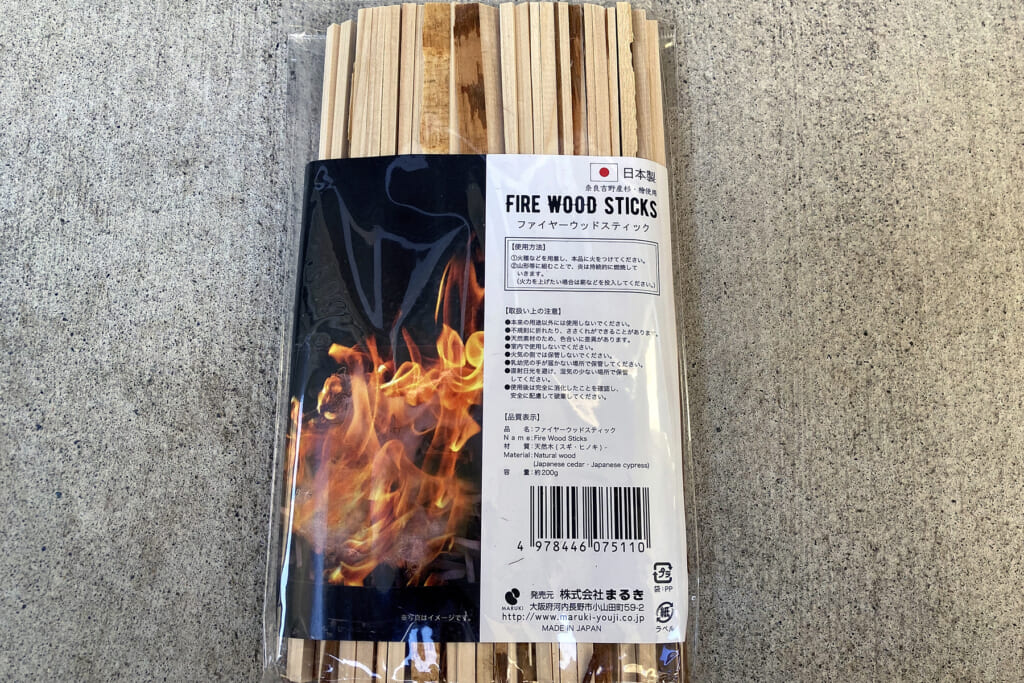 日本製
奈良吉野産杉・檜使用
FIRE WOOD STICKS
ファイヤーウッドスティック
【使用方法】
①火種などを用意し、本品に火をつけてください。
②山形等に組むことで、炎は持続的に燃焼して
いきます。
(火力を上げたい場合は薪などを投入してください。)
【取扱い上の注意】
●本来の用途以外には使用しないでください。
●不規則に折れたり、ささくれができることがあります。
●天然素材のため、色合いに差異があります。
●室内で使用しないでください。
●火気の側では保管しないでください。
●乳幼児の手が届かない場所で保管してください。
●直射日光を避け、湿気の少ない場所で保管
してください。
●使用後は完全に消化したことを確認し、
安全に配慮して破棄してください。
【品質表示】
品 名:ファイヤーウッドスティック
Name:Fire Wood Sticks
材 質:天然木(スギ・ヒノキ)-
Material:Natural wood
(Japanese cedar・Japanese cypress)
容 量:約200g
4 978446 075110
プラ
袋:PP
紙
ラベル
MARUKI
発売元 株式会社まるき
大阪府河内長野市小山田町59-2
http://www.maruki-youji.co.jp
MADE IN JAPAN
※写真はイメージです。